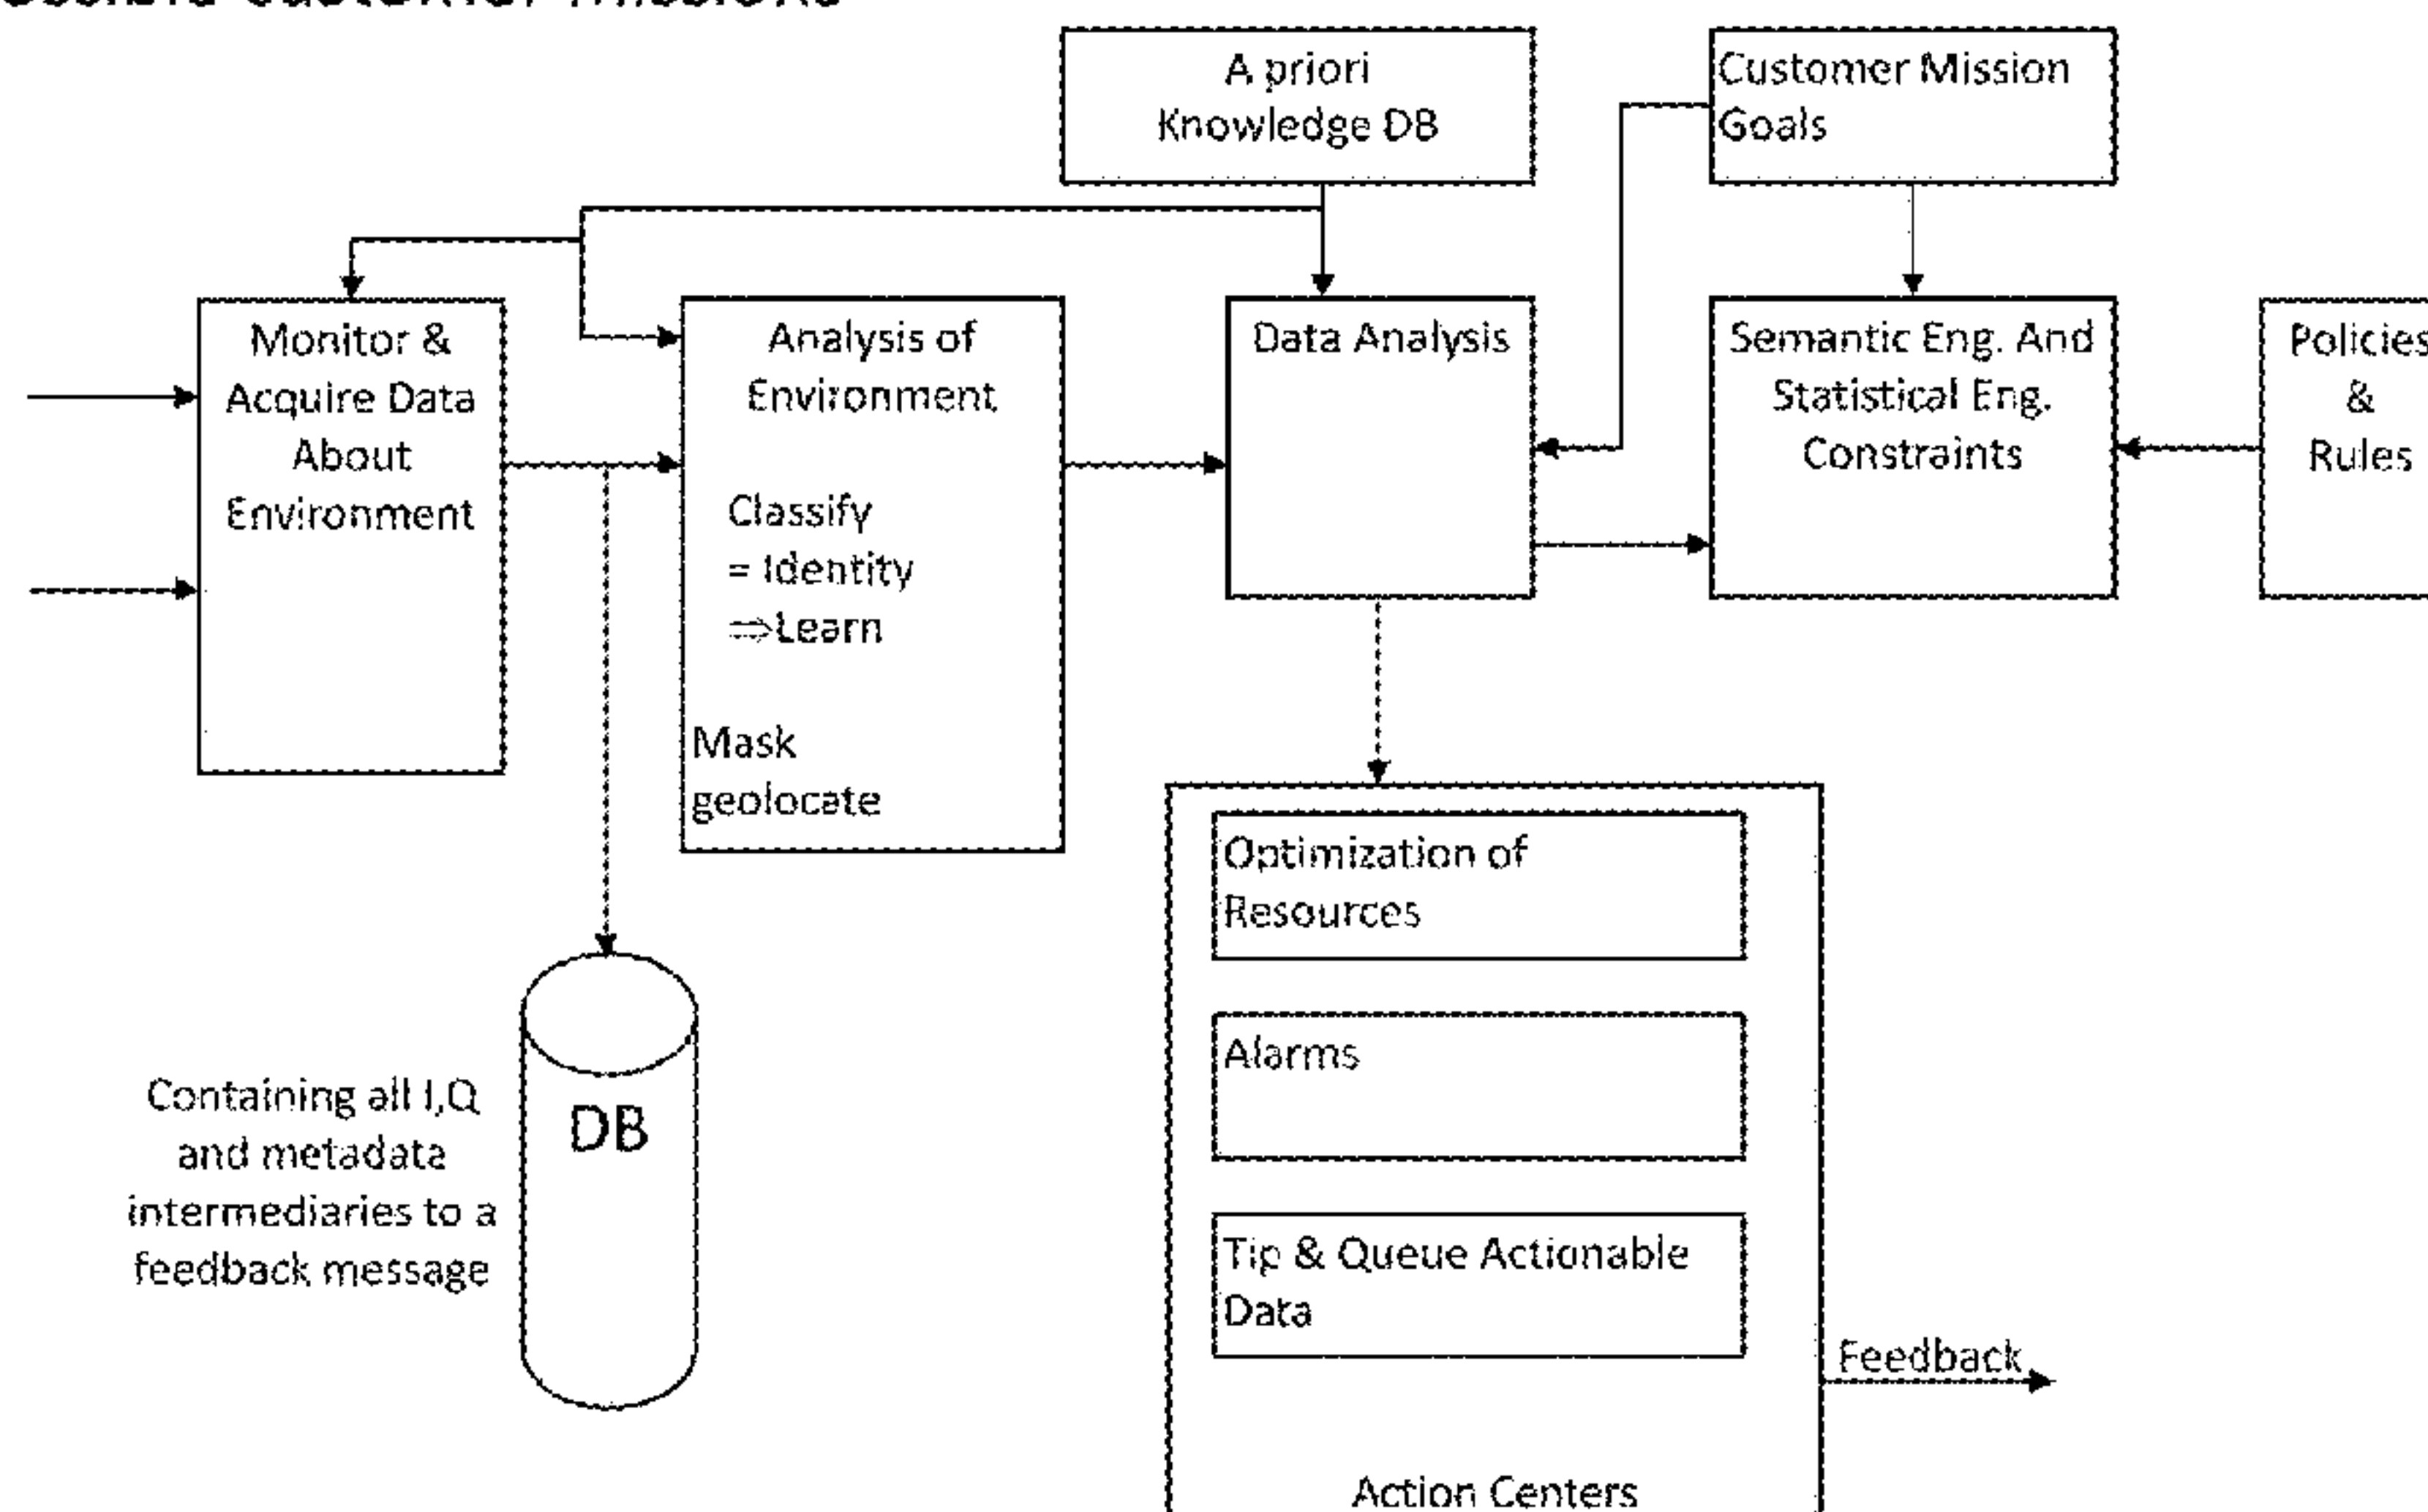 customer missions
A priori
Knowledge DB
Customer Mission
Goals
Monitor &
Acquire Data
About
Environment
Analysis of
Environment
Classify
= Identity
⇒Learn
Mask
geolocate
Data Analysis
Semantic Eng. And
Statistical Eng.
Constraints
Policies
&
Rules
Optimization of
Resources
Alarms
Tip & Queue Actionable
Data
Feedback
Action Centers
DB
Containing all I,Q
and metadata
intermediaries to a
feedback message